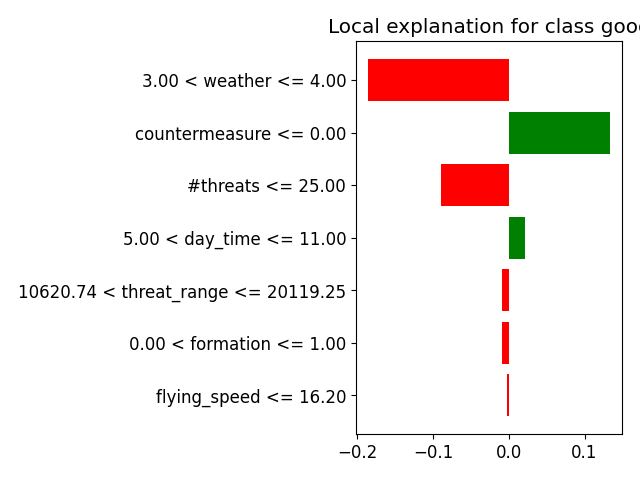 Local explanation for class goo
3.00 < weather <= 4.00
countermeasure <= 0.00
#threats <= 25.00
5.00 < day_time <= 11.00
10620.74 < threat_range <= 20119.25
0.00 < formation <= 1.00
flying_speed <= 16.20
−0.2 −0.1 0.0 0.1